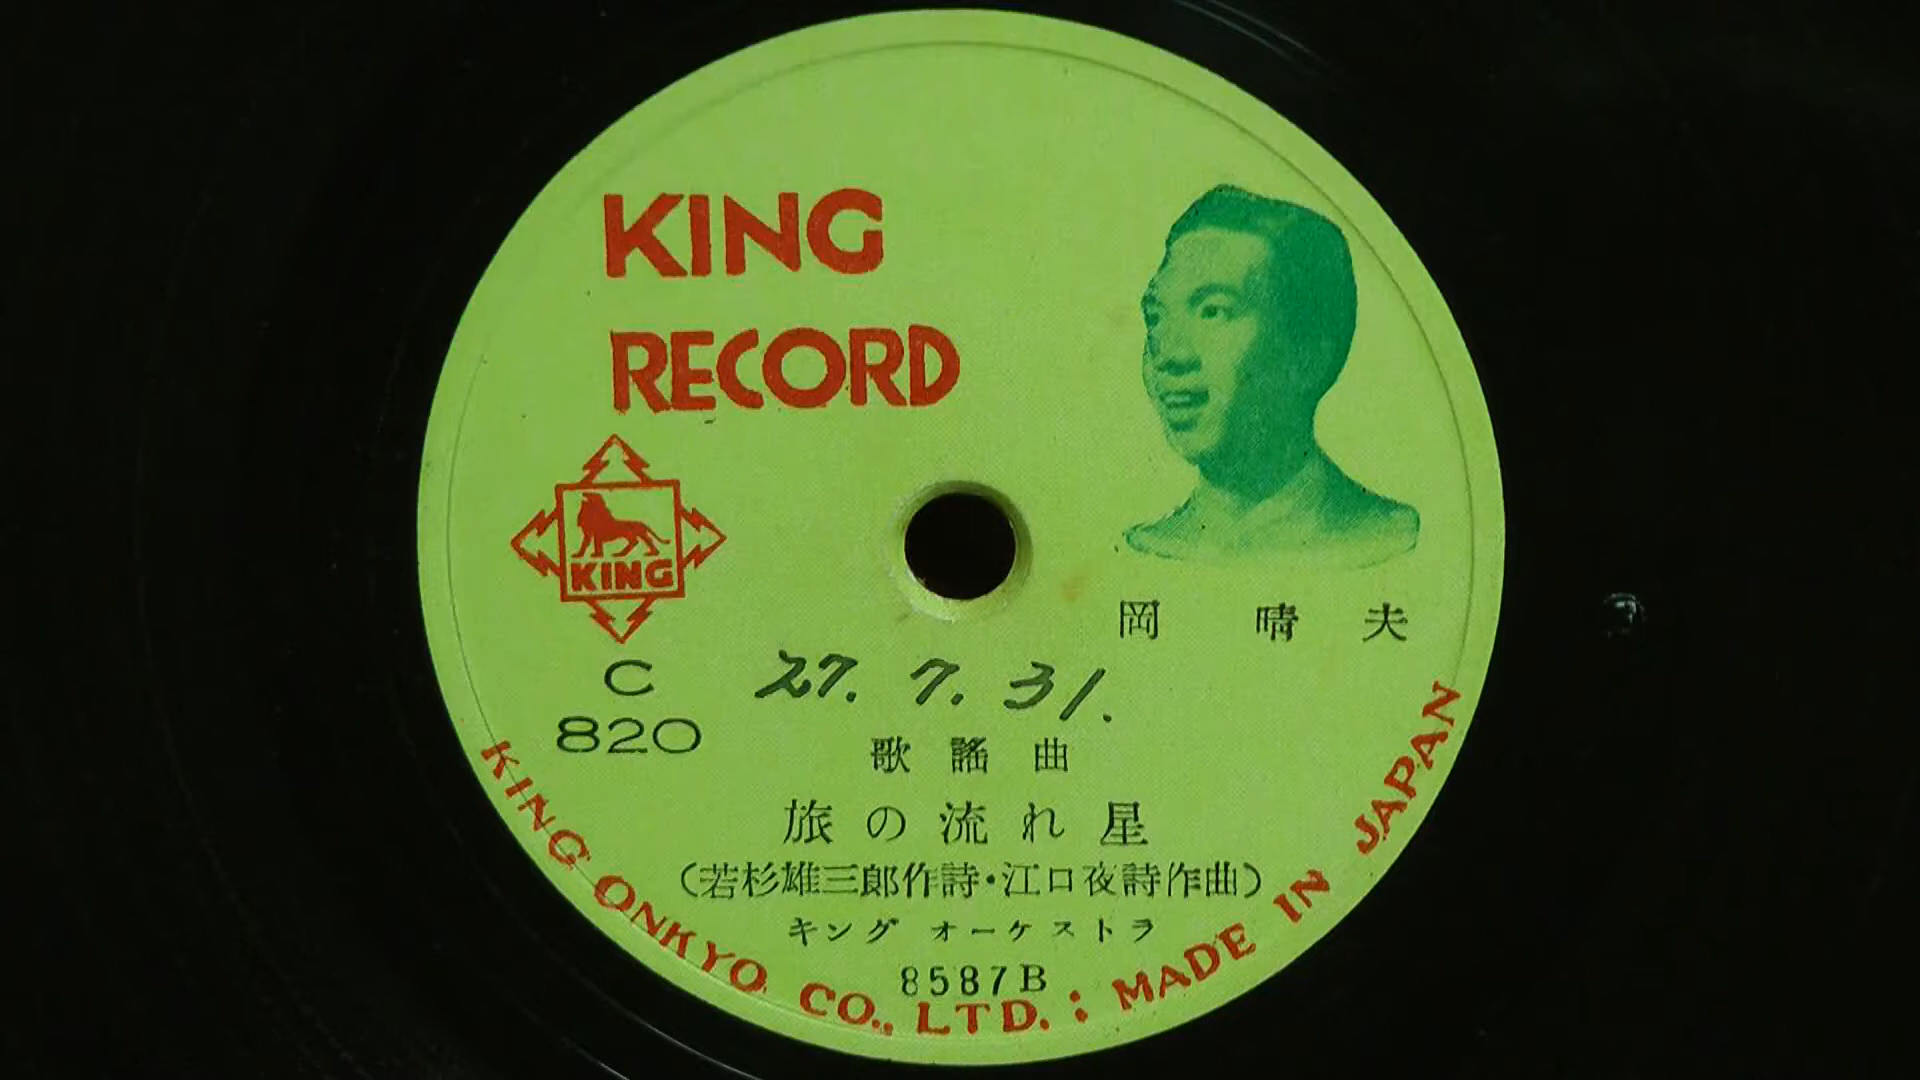 KING
RECORD
KING
岡 晴夫
C
820
27. 7. 31.
歌謡曲
旅の流れ星
(若杉雄三郎作詩・江口夜詩作曲)
キング オーケストラ
8587B
KING ONKYO CO., LTD. : MADE IN JAPAN